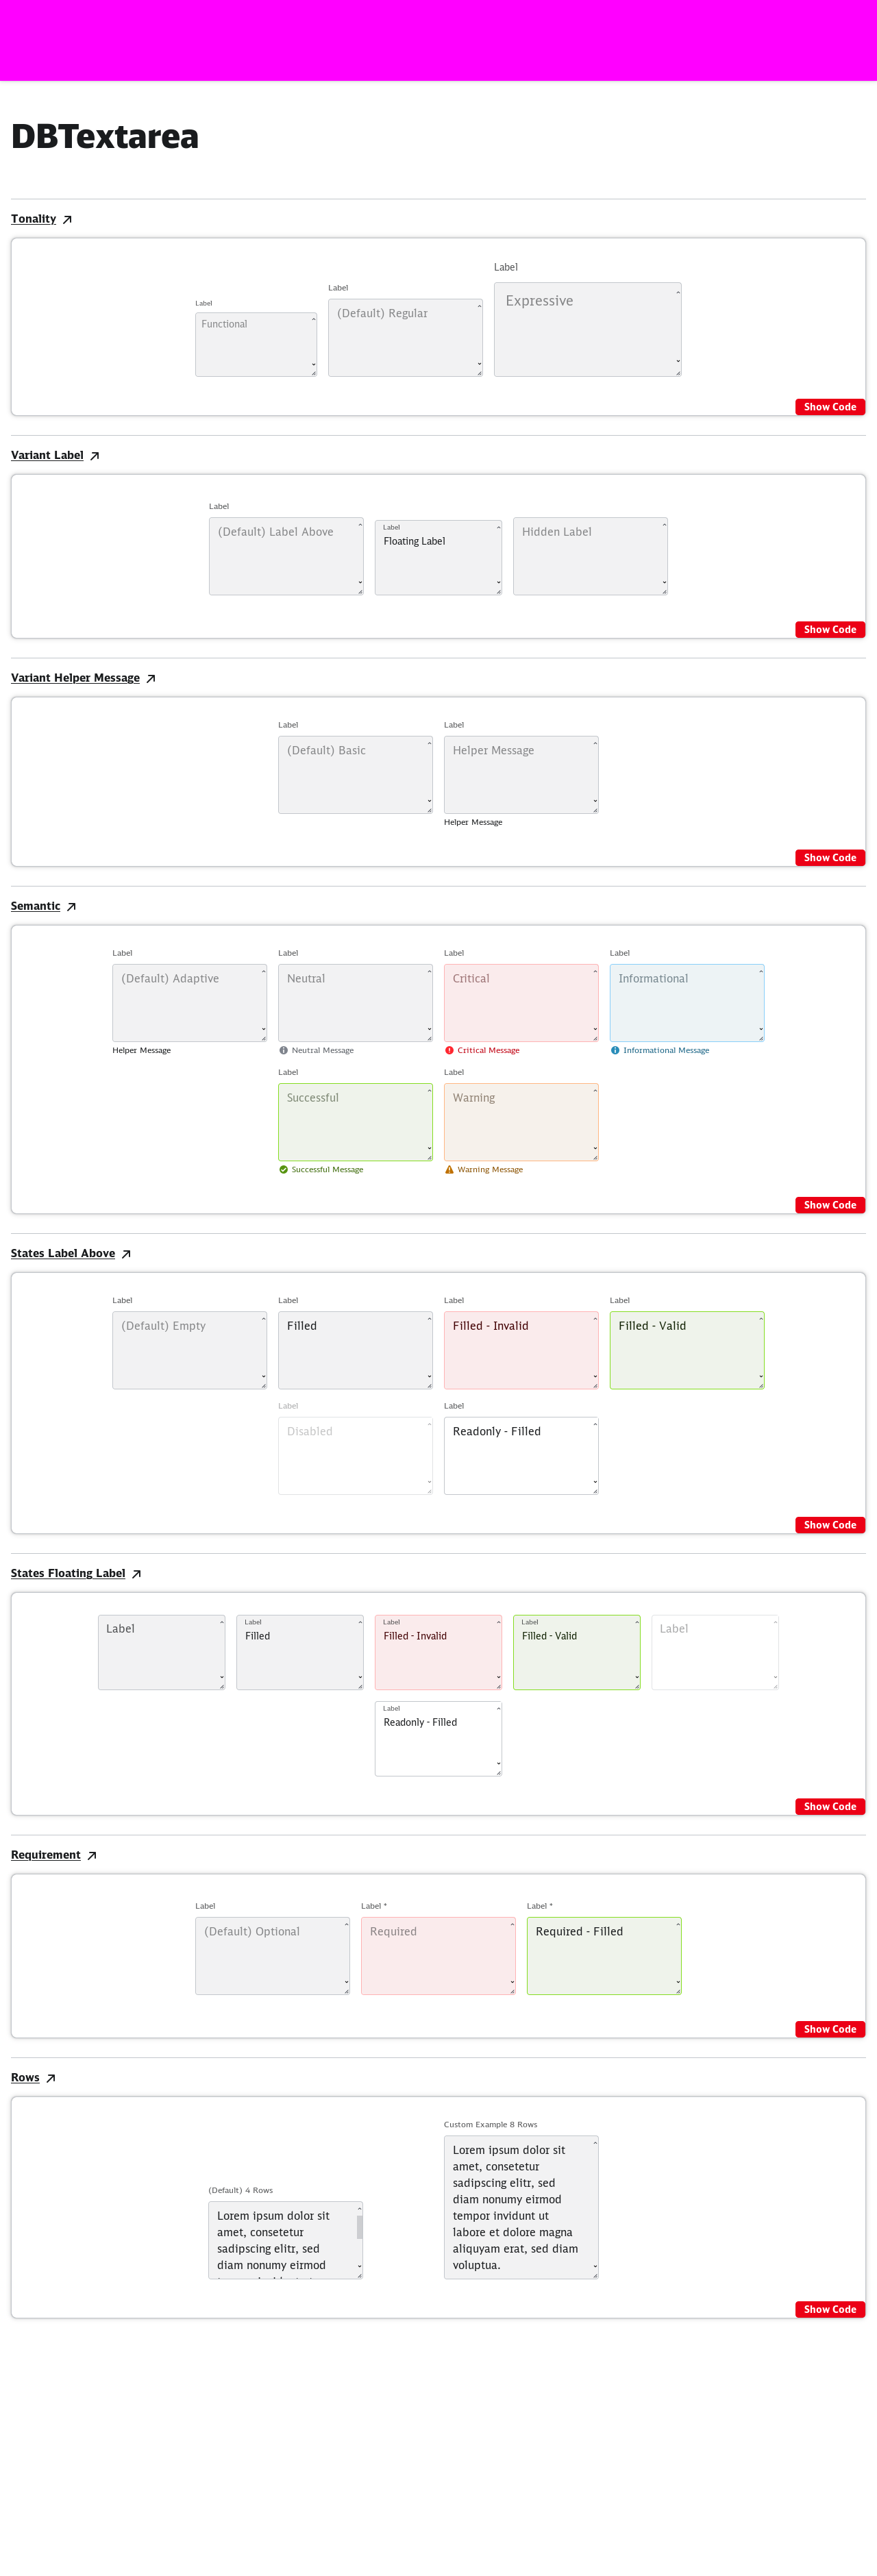 DBTextarea
Tonality
Label
Functional
Label
(Default) Regular
Label
Expressive
Show Code
Variant Label
Label
(Default) Label Above
Label
Floating Label
Hidden Label
Show Code
Variant Helper Message
Label
(Default) Basic
Label
Helper Message
Helper Message
Show Code
Semantic
Label
(Default) Adaptive
Helper Message
Label
Neutral
Neutral Message
Label
Critical
Critical Message
Label
Informational
Informational Message
Label
Successful
Successful Message
Label
Warning
Warning Message
Show Code
States Label Above
Label
(Default) Empty
Label
Filled
Label
Filled - Invalid
Label
Filled - Valid
Label
Disabled
Label
Readonly - Filled
Show Code
States Floating Label
Label
Label
Filled
Label
Filled - Invalid
Label
Filled - Valid
Label
Label
Readonly - Filled
Show Code
Requirement
Label
(Default) Optional
Label *
Required
Label *
Required - Filled
Show Code
Rows
(Default) 4 Rows
Lorem ipsum dolor sit
amet, consetetur
sadipscing elitr, sed
diam nonumy eirmod
Custom Example 8 Rows
Lorem ipsum dolor sit
amet, consetetur
sadipscing elitr, sed
diam nonumy eirmod
tempor invidunt ut
labore et dolore magna
aliquyam erat, sed diam
voluptua.
Show Code